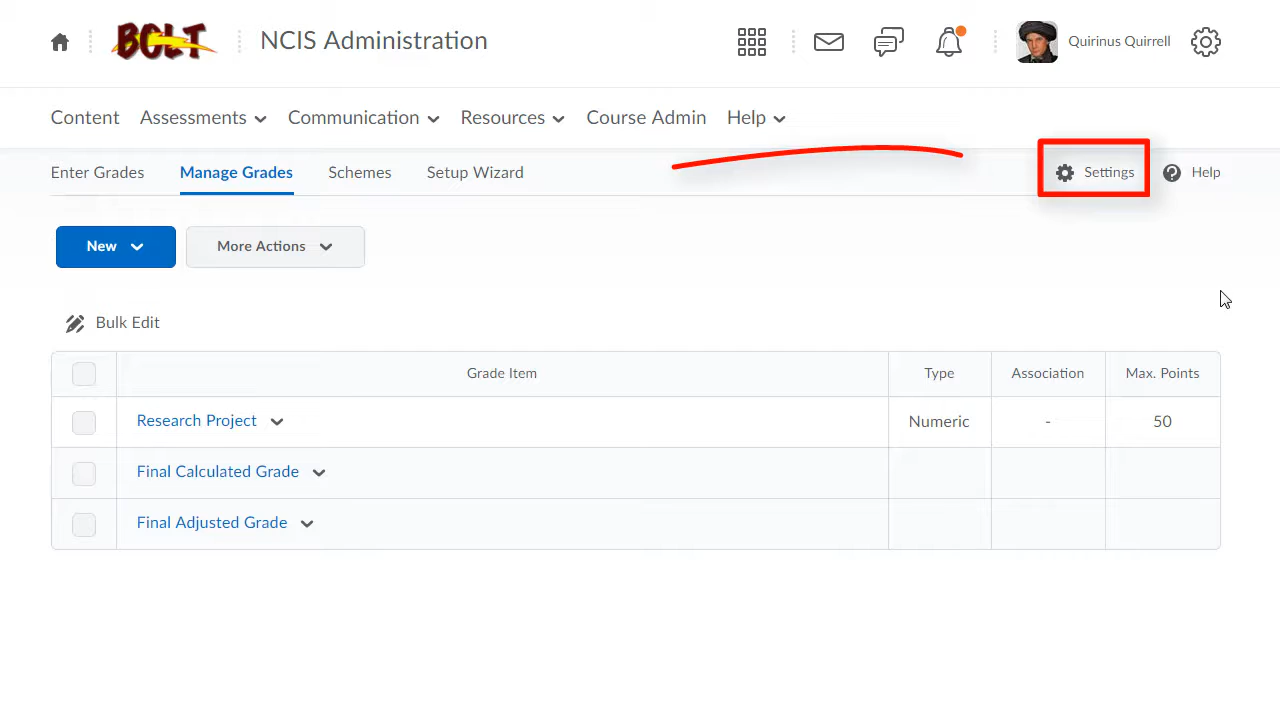 BOLT
NCIS Administration
Quirinus Quirrell
Content Assessments Communication Resources Course Admin Help
Enter Grades Manage Grades Schemes Setup Wizard Settings Help
New More Actions
Bulk Edit
Grade Item Type Association Max. Points
Research Project Numeric - 50
Final Calculated Grade
Final Adjusted Grade